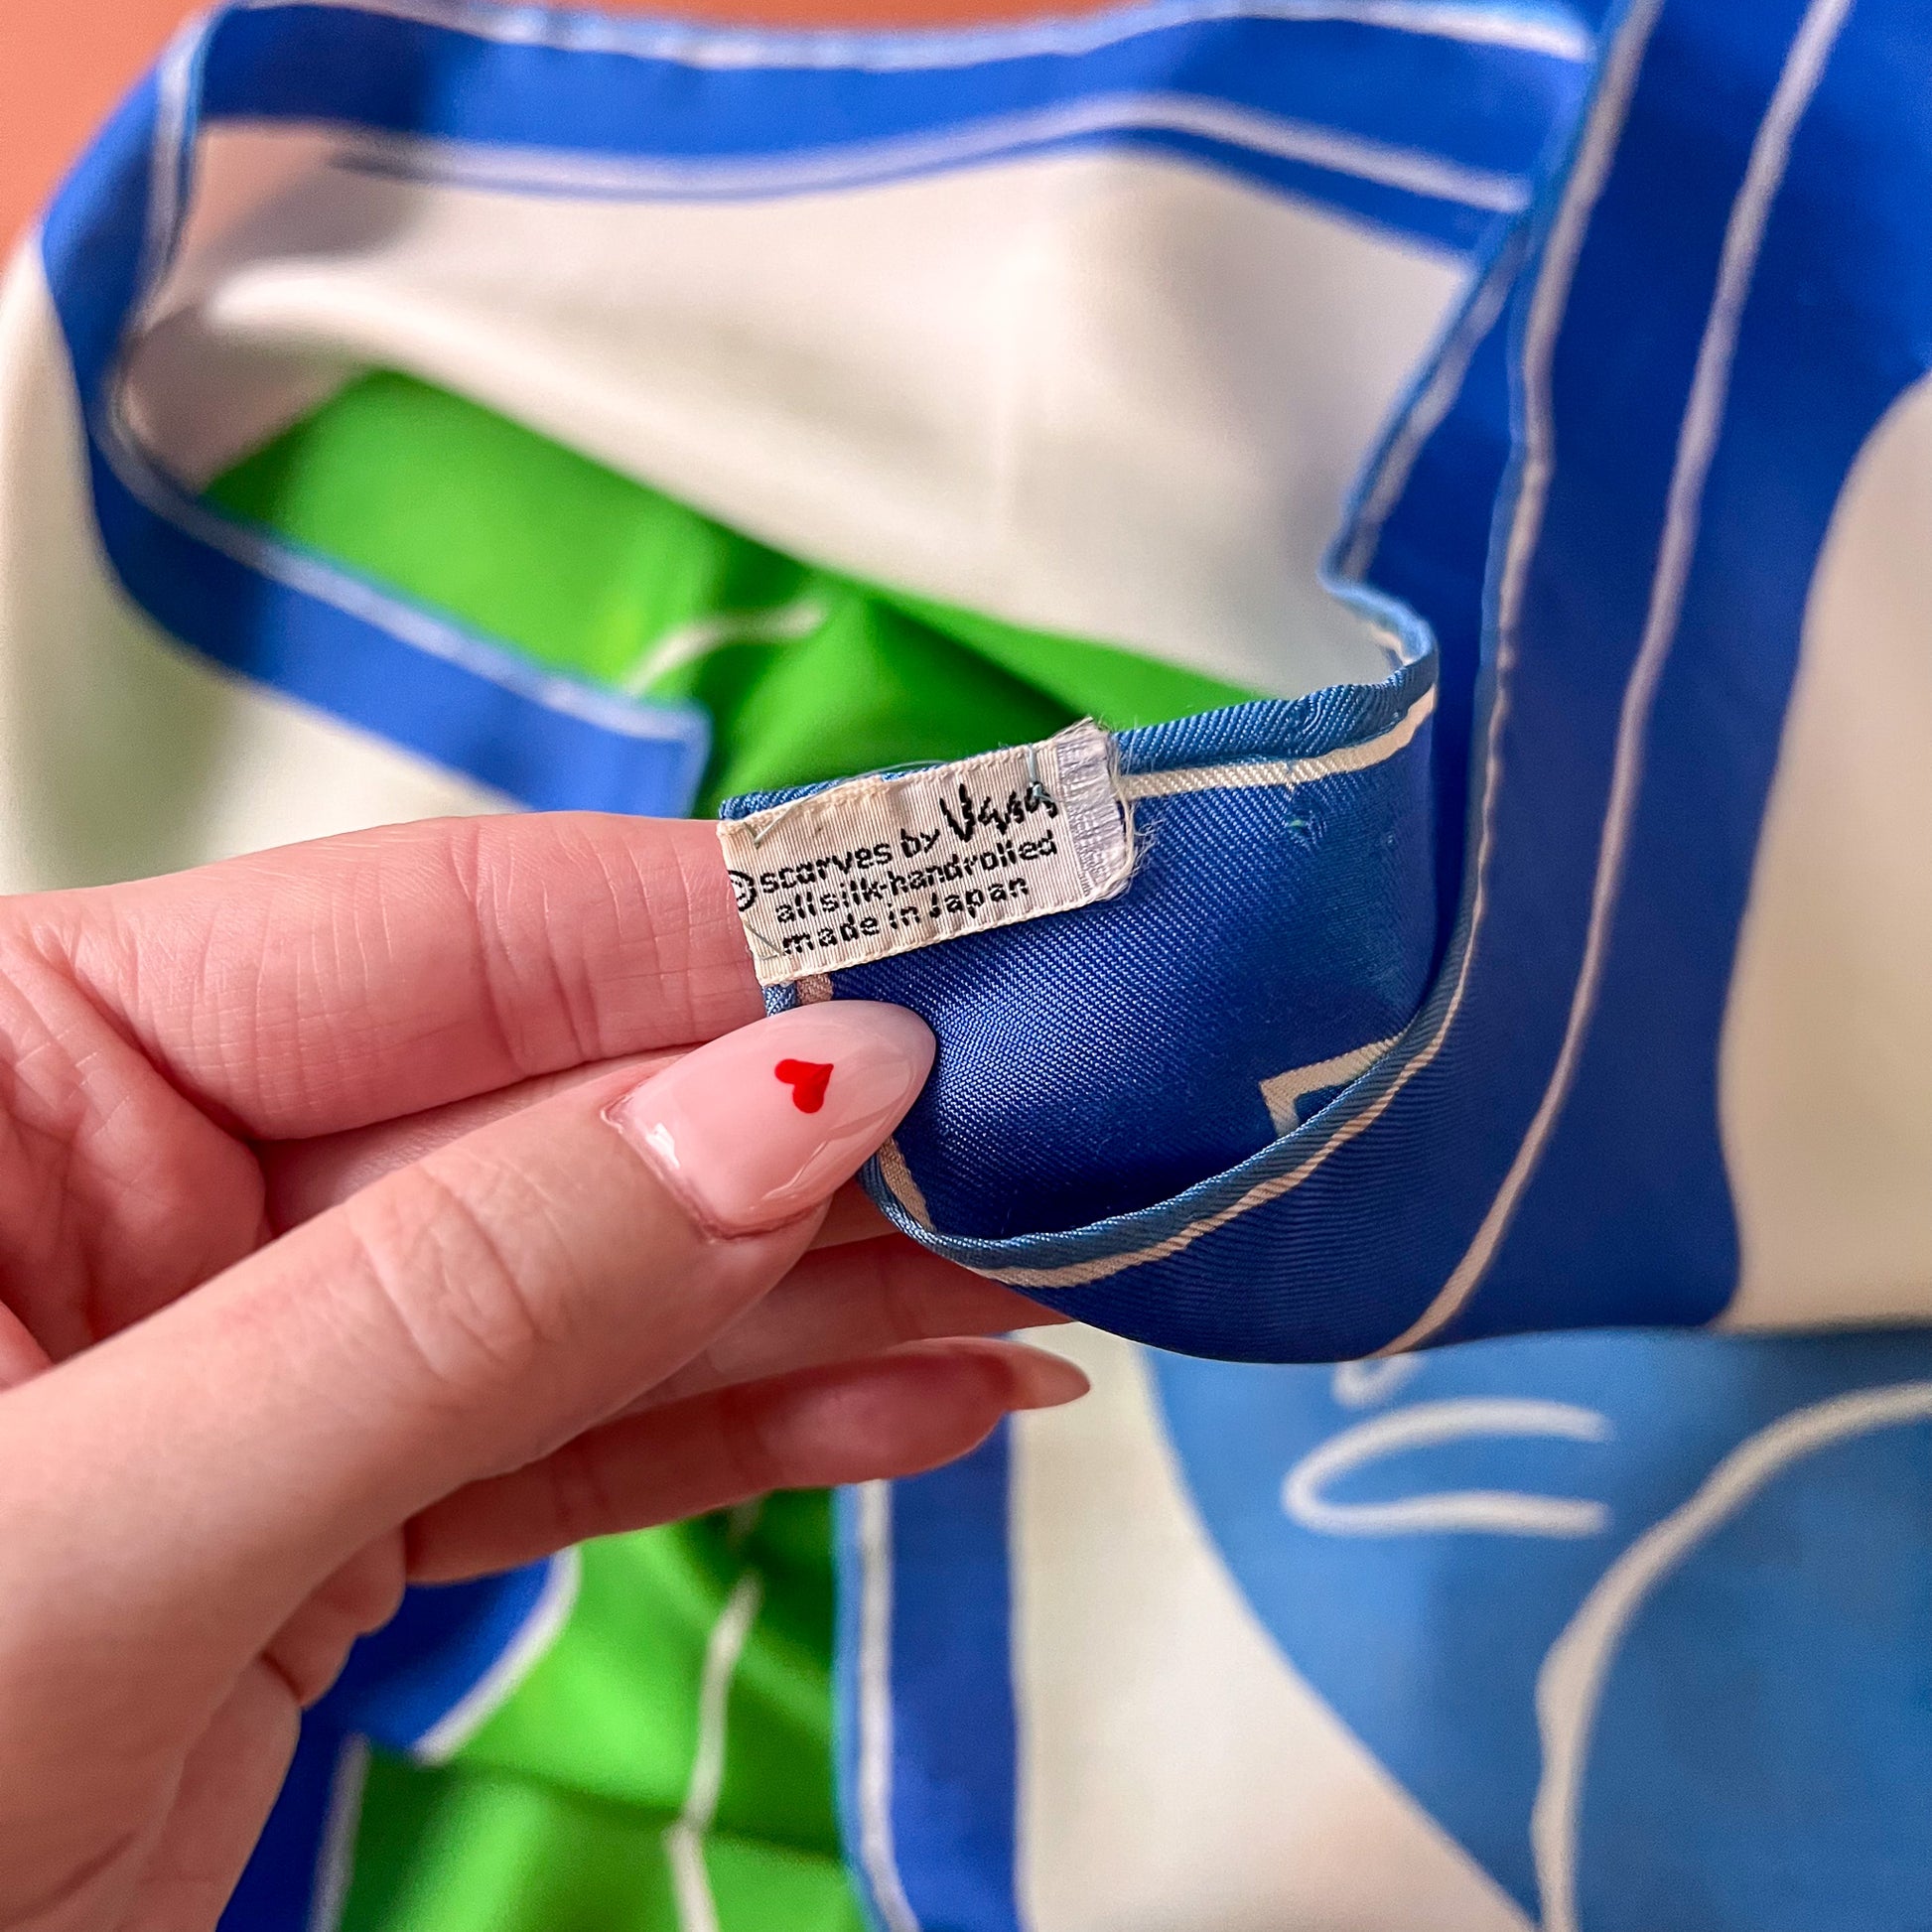 © scarves by Vera
all silk-handrolled
made in Japan